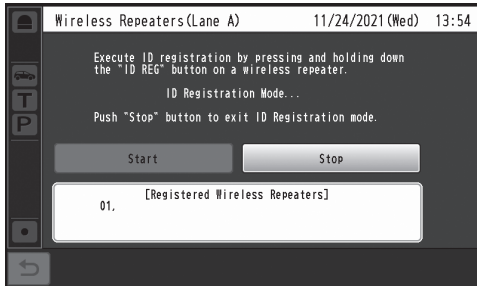 Wireless Repeaters(Lane A) 11/24/2021(Wed) 13:54
Execute ID registration by pressing and holding down
the "ID REG" button on a wireless repeater.
ID Registration Mode...
T
Push "Stop" button to exit ID Registration mode.
P
Start Stop
[Registered Wireless Repeaters]
01,